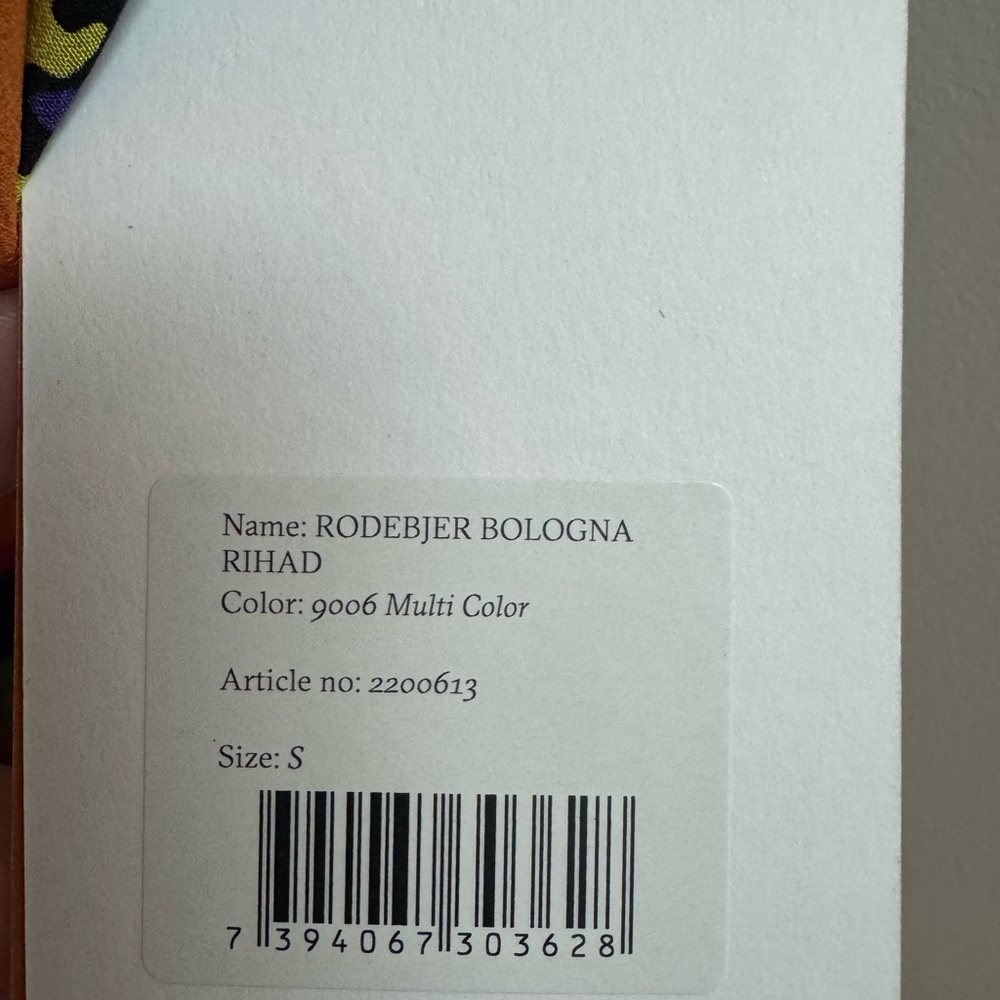 Name: RODEBJER BOLOGNA
RIHAD
Color: 9006 Multi Color
Article no: 2200613
Size: S
7 394067 303628